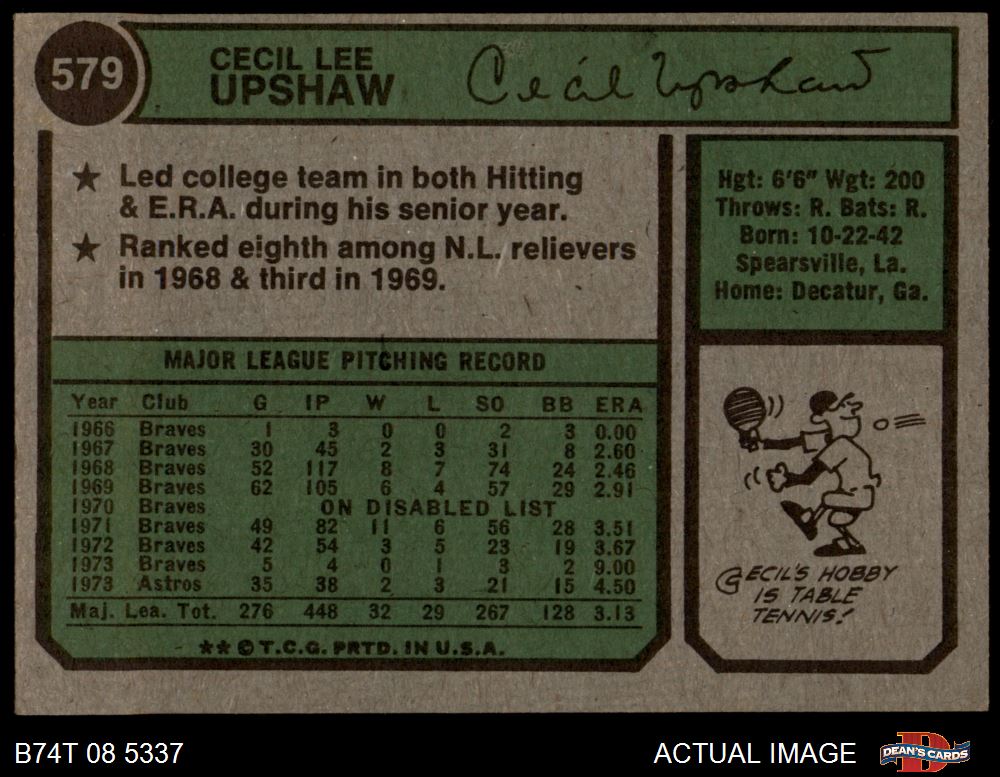 579
CECIL LEE
UPSHAW
Cecil Upshaw
★ Led college team in both Hitting
& E.R.A. during his senior year.
★ Ranked eighth among N.L. relievers
in 1968 & third in 1969.
Hgt: 6'6" Wgt: 200
Throws: R. Bats: R.
Born: 10-22-42
Spearsville, La.
Home: Decatur, Ga.
MAJOR LEAGUE PITCHING RECORD
Year Club G IP W L SO BB ERA
1966 Braves 1 3 0 0 2 3 0.00
1967 Braves 30 45 2 3 31 8 2.60
1968 Braves 52 117 8 7 74 24 2.46
1969 Braves 62 105 6 4 57 29 2.91
1970 Braves ON DISABLED LIST
1971 Braves 49 82 11 6 56 28 3.51
1972 Braves 42 54 3 5 23 19 3.67
1973 Braves 5 4 0 1 3 2 9.00
1973 Astros 35 38 2 3 21 15 4.50
Maj. Lea. Tot. 276 448 32 29 267 128 3.13
** © T.C.G. PRTD. IN U.S.A.
CECIL'S HOBBY
IS TABLE
TENNIS!
B74T 08 5337
ACTUAL IMAGE
D
DEAN'S CARDS